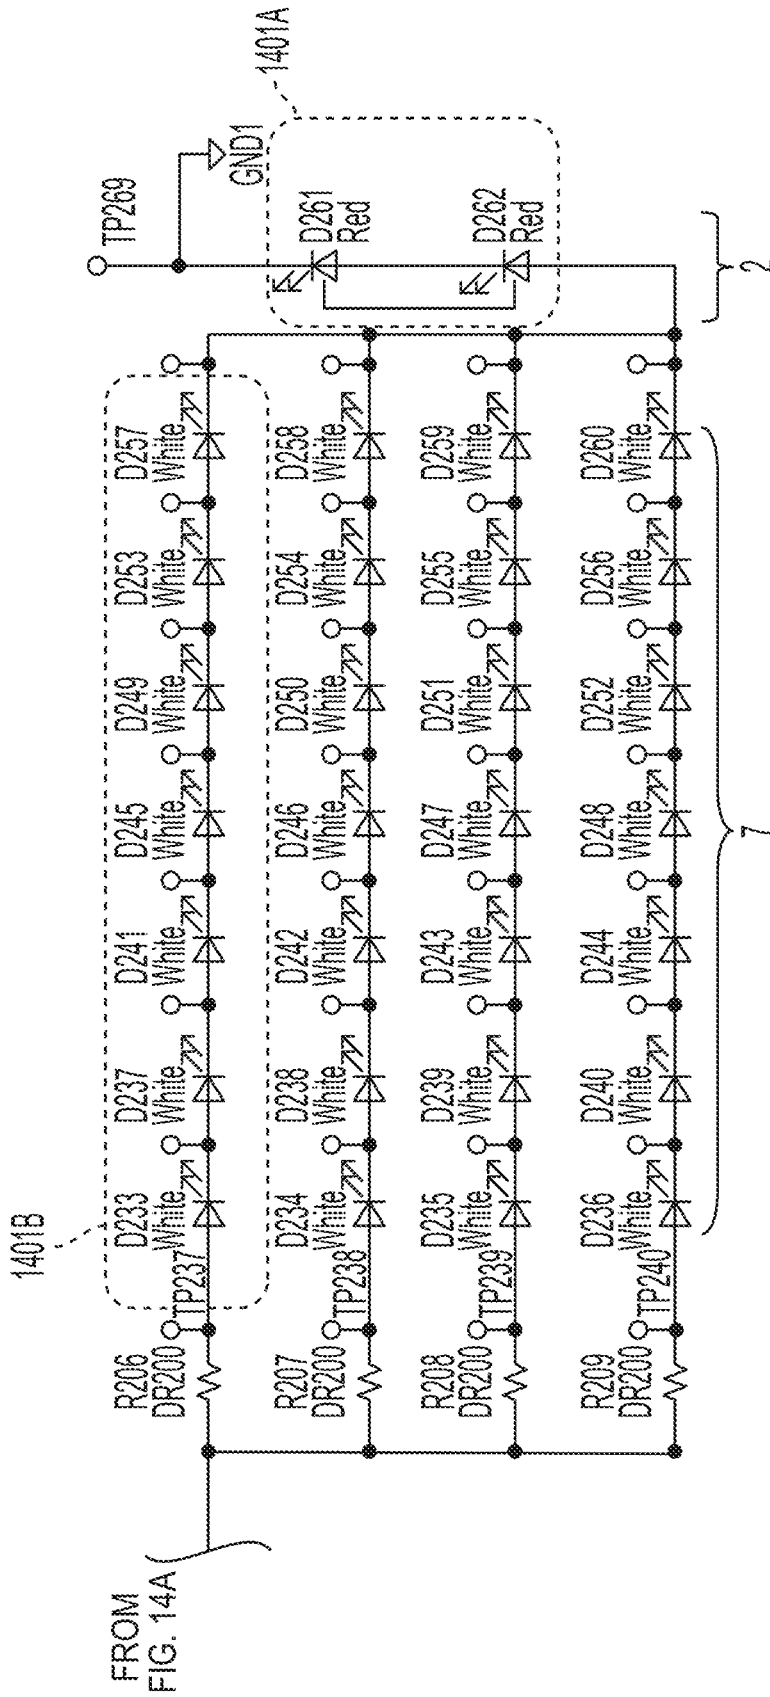 FROM
FIG. 14A
1401B
1401A
R206
DR200
TP237
D233
White
D237
White
D241
White
D245
White
D249
White
D253
White
D257
White
R207
DR200
TP238
D234
White
D238
White
D242
White
D246
White
D250
White
D254
White
D258
White
R208
DR200
TP239
D235
White
D239
White
D243
White
D247
White
D251
White
D255
White
D259
White
R209
DR200
TP240
D236
White
D240
White
D244
White
D248
White
D252
White
D256
White
D260
White
TP269
GND1
D261
Red
D262
Red
7
2